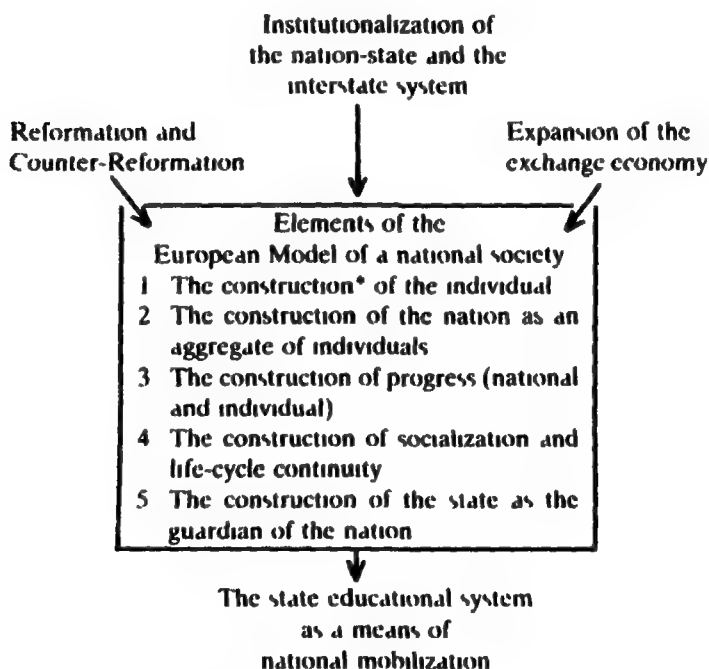 Institutionalization of
the nation-state and the
interstate system
Reformation and
Counter-Reformation
Expansion of the
exchange economy
Elements of the
European Model of a national society
1 The construction* of the individual
2 The construction of the nation as an
aggregate of individuals
3 The construction of progress (national
and individual)
4 The construction of socialization and
life-cycle continuity
5 The construction of the state as the
guardian of the nation
The state educational system
as a means of
national mobilization